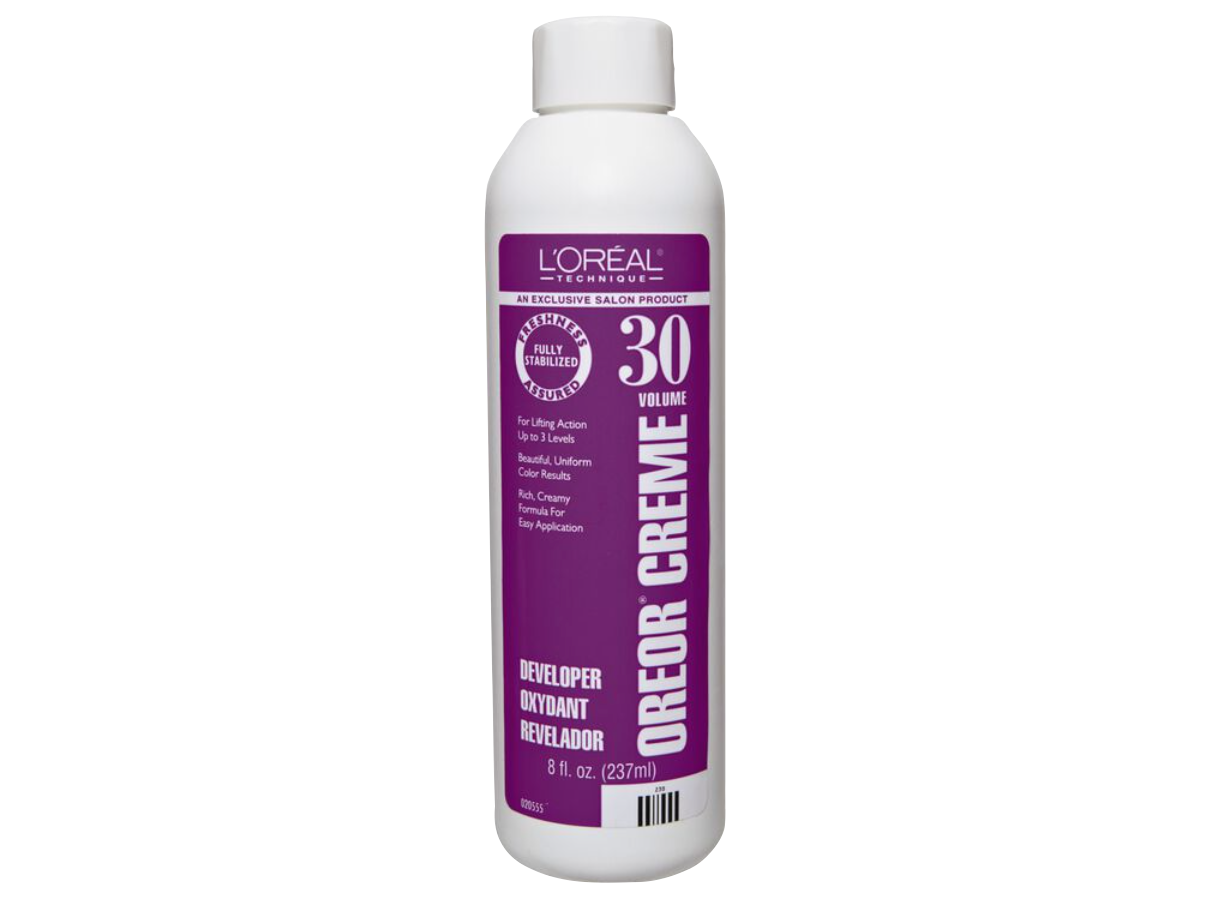 L'ORÉAL®
TECHNIQUE
AN EXCLUSIVE SALON PRODUCT
FRESHNESS
FULLY
STABILIZED
ASSURED
30
VOLUME
OREOR® CREME
For Lifting Action
Up to 3 Levels
Beautiful, Uniform
Color Results
Rich, Creamy
Formula For
Easy Application
DEVELOPER
OXYDANT
REVELADOR
8 fl. oz. (237ml)
020555
230